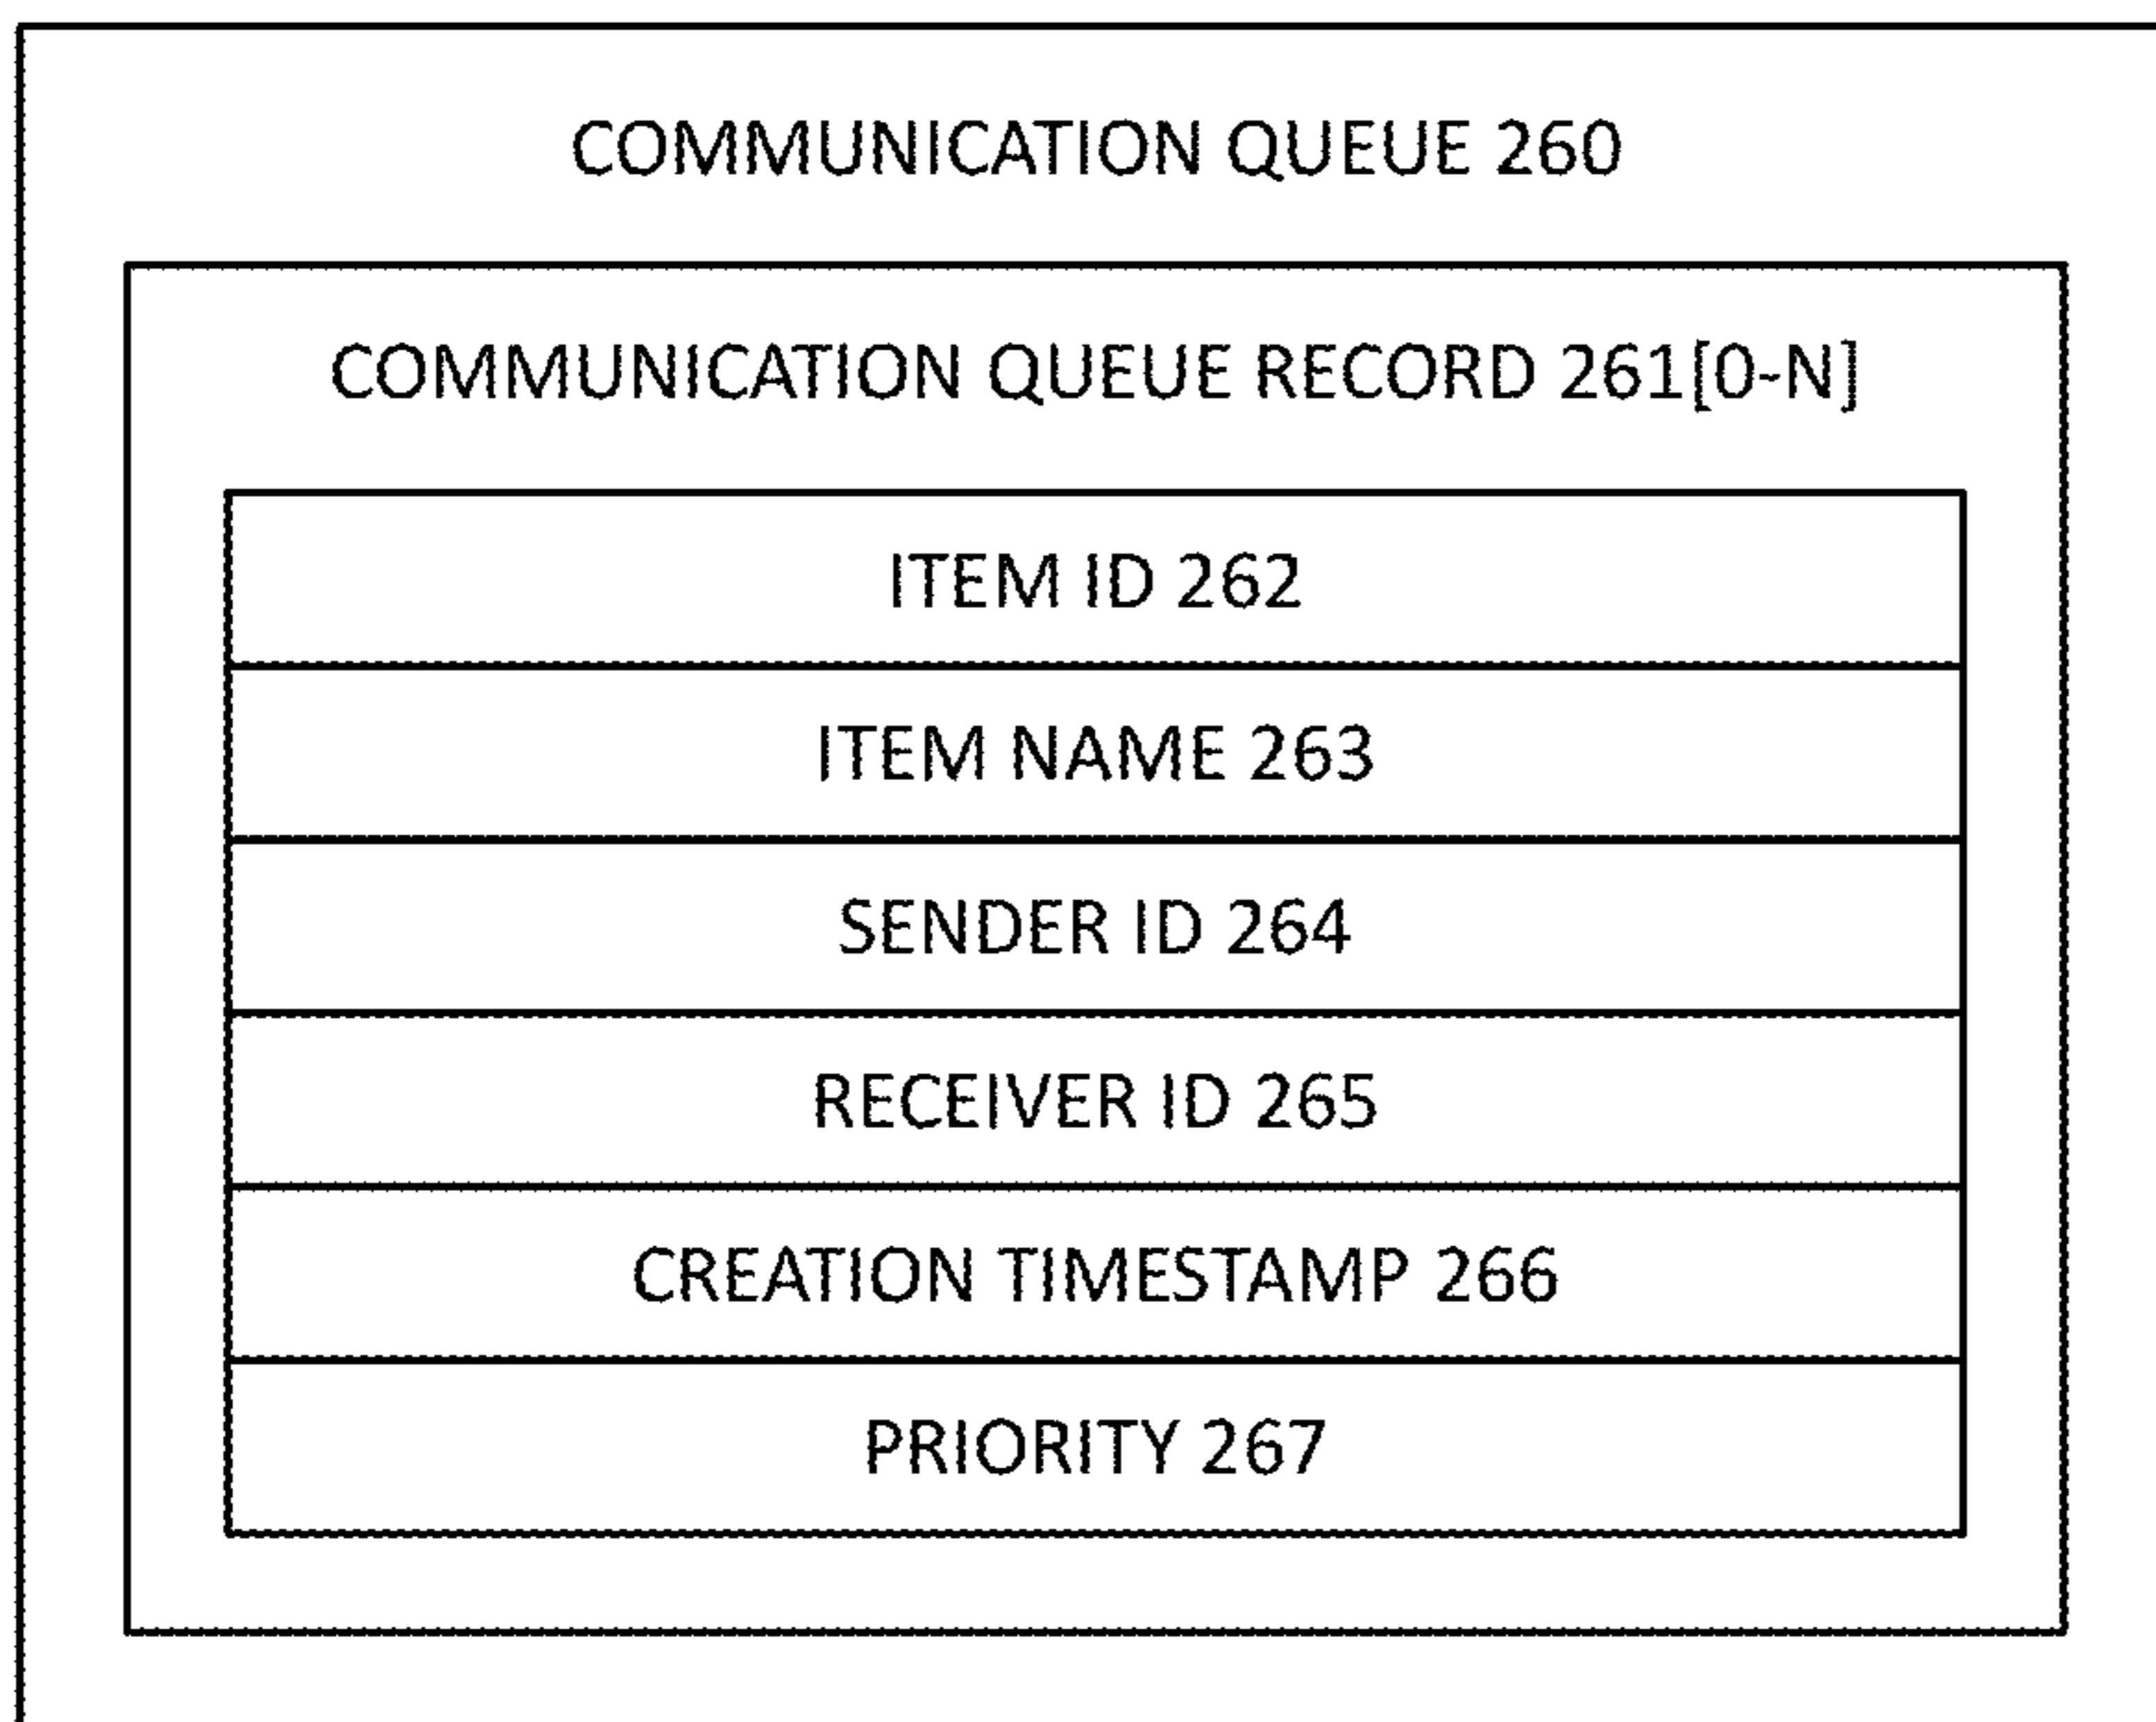 COMMUNICATION QUEUE 260
COMMUNICATION QUEUE RECORD 261[0-N]
ITEM ID 262
ITEM NAME 263
SENDER ID 264
RECEIVER ID 265
CREATION TIMESTAMP 266
PRIORITY 267